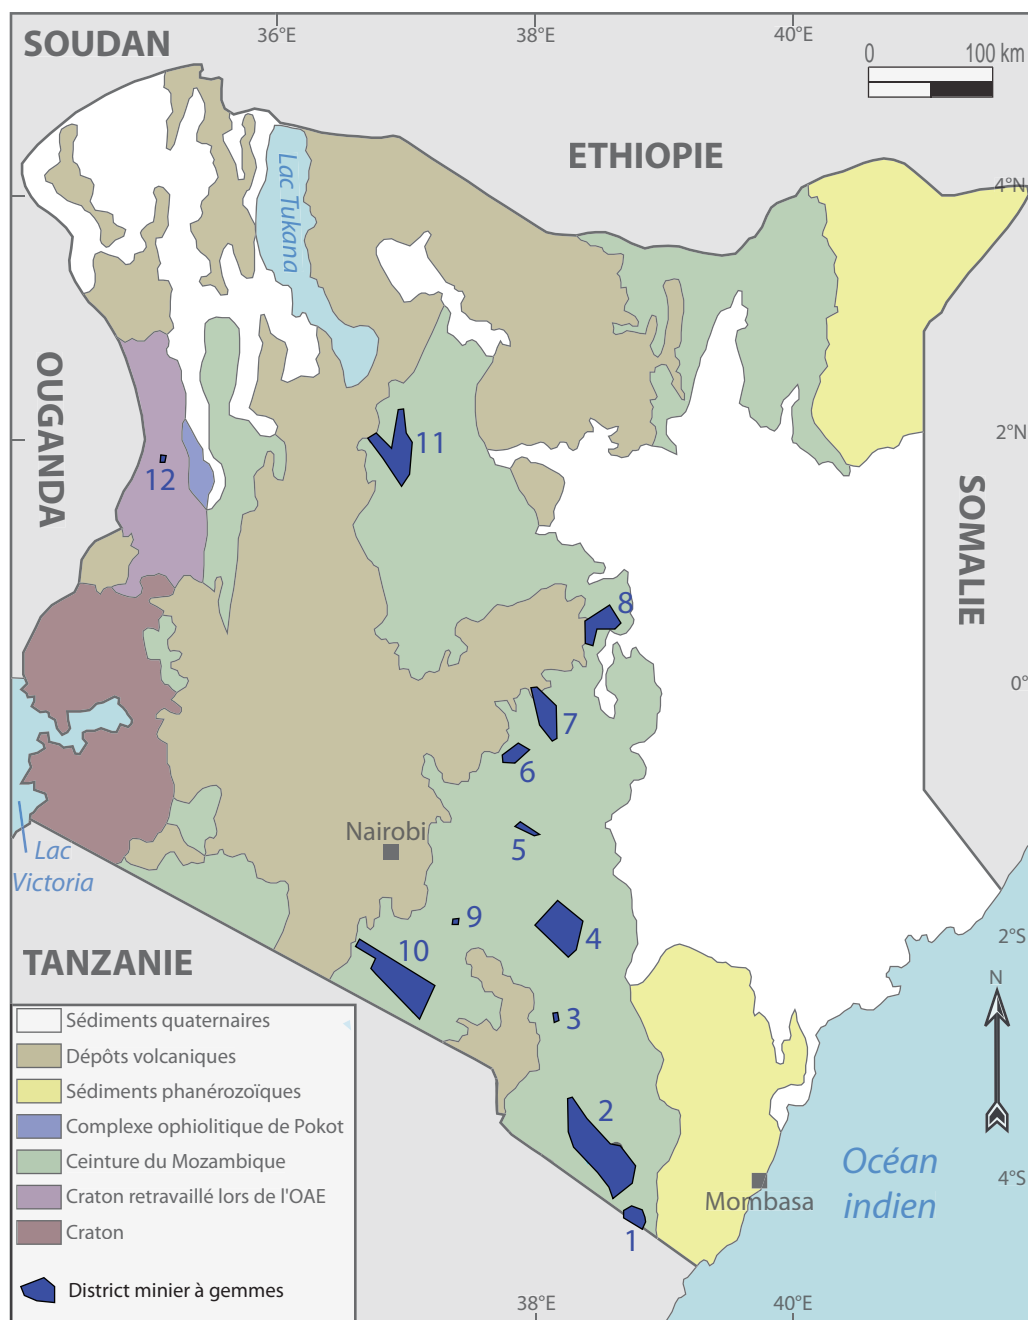 SOUDAN
36°E
38°E
40°E
0
100 km
ETHIOPIE
Lac Tukana
4°N
OUGANDA
11
2°N
12
SOMALIE
8
0°
7
6
Nairobi
5
Lac
Victoria
9
4
10
2°S
TANZANIE
N
3
Sédiments quaternaires
Dépôts volcaniques
Sédiments phanérozoïques
Complexe ophiolitique de Pokot
Ceinture du Mozambique
Craton retravaillé lors de l'OAE
Craton
District minier à gemmes
2
Océan
indien
4°S
Mombasa
1
38°E
40°E